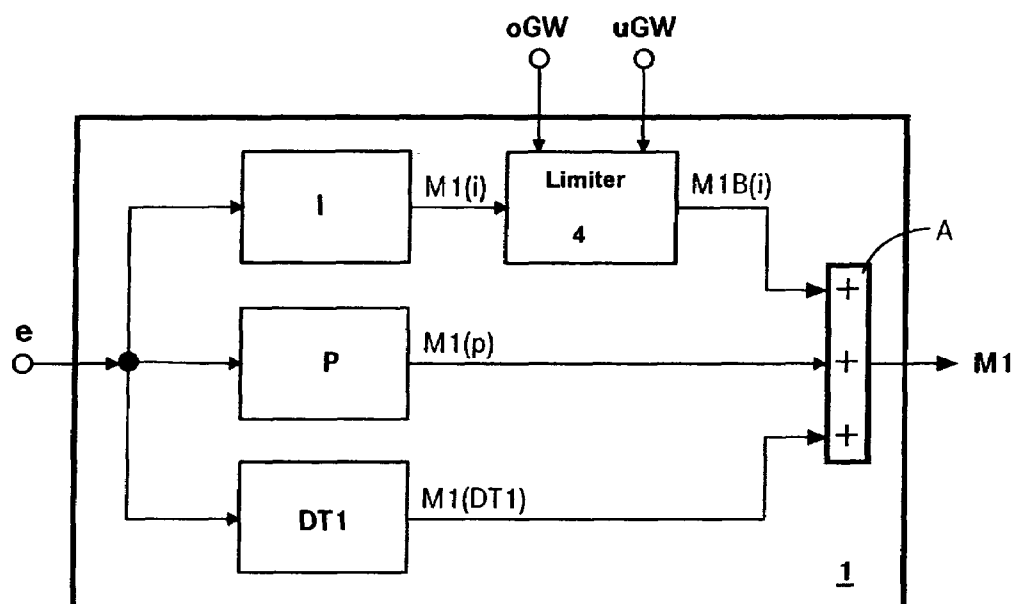 oGW uGW
I
M1(i)
Limiter
4
M1B(i)
A
+
e
P
M1(p)
+
M1
+
DT1
M1(DT1)
1